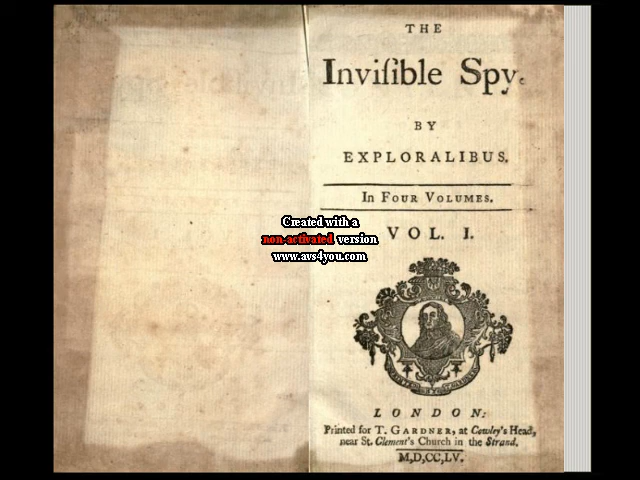 THE
Inviſible Spy.
BY
EXPLORALIBUS.
In FOUR VOLUMES.
VOL. I.
LONDON:
Printed for T. GARDNER, at Cowley's Head,
near St. Clement's Church in the Strand.
M,D,CC,LV.
Created with a
non-activated version
www.avs4you.com